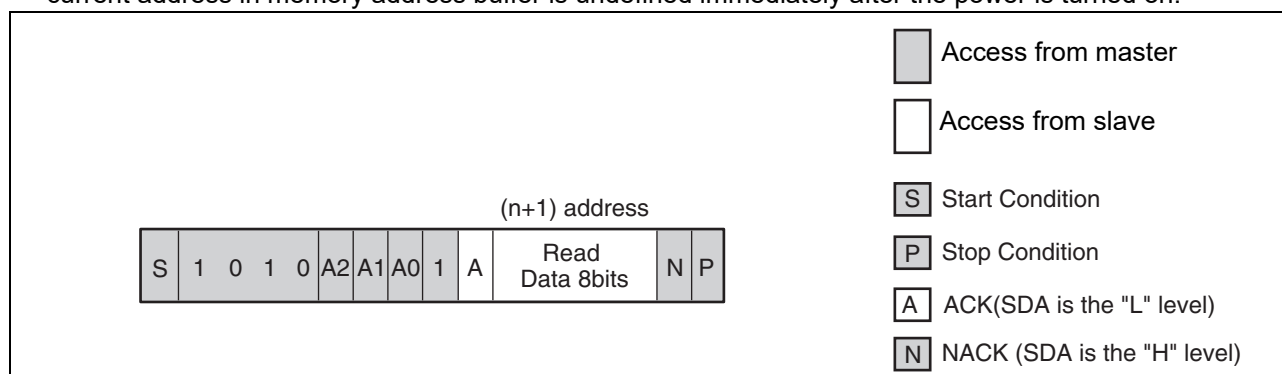 current address in memory address buffer is undefined immediately after the power is turned on.
Access from master
Access from slave
(n+1) address
S 1 0 1 0 A2 A1 A0 1 A Read Data 8bits N P
S Start Condition
P Stop Condition
A ACK(SDA is the "L" level)
N NACK (SDA is the "H" level)